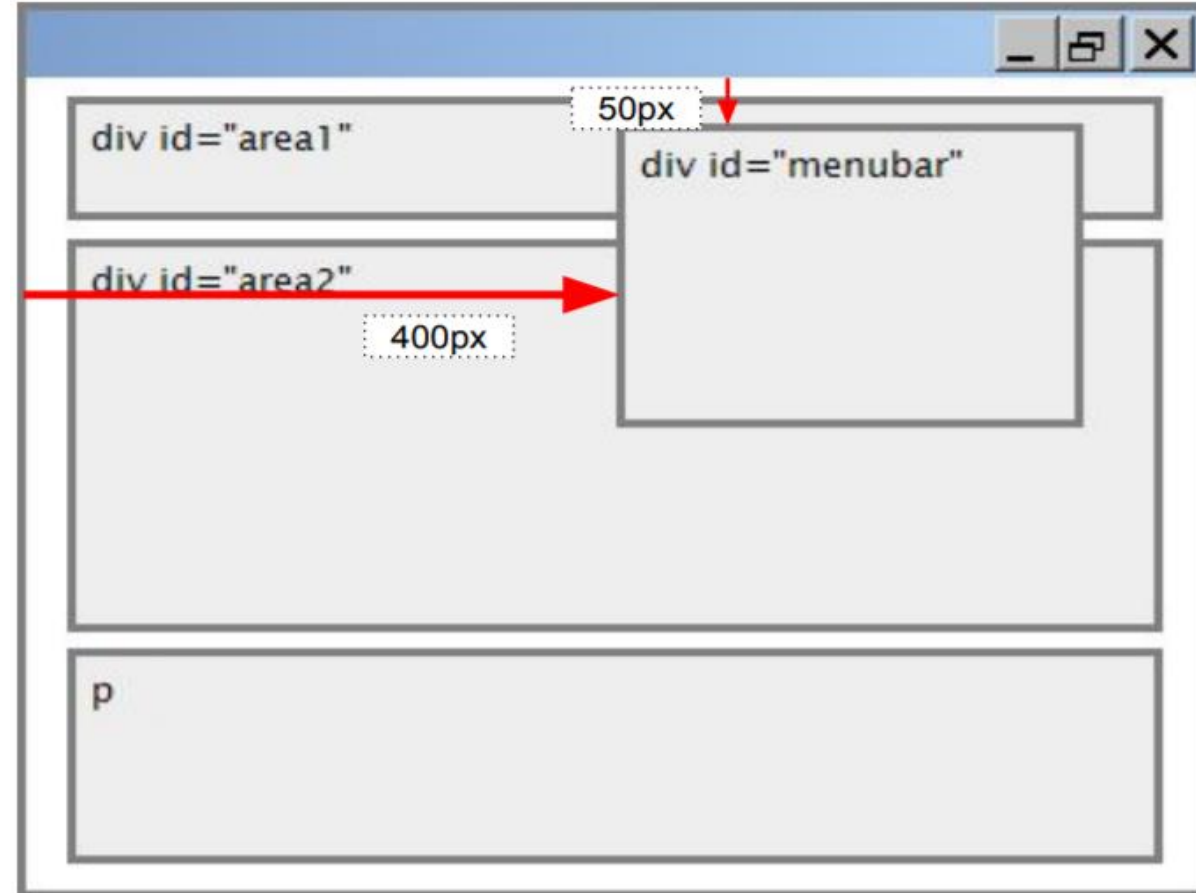 50px
div id="area1"
div id="menubar"
div id="area2"
400px
p